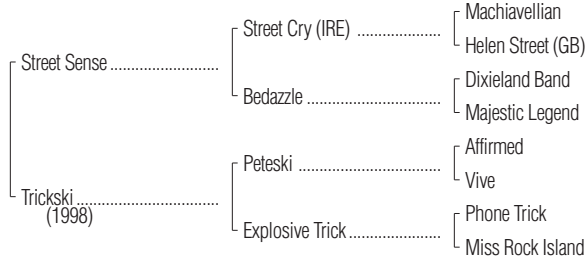 Machiavellian
Street Cry (IRE) ..................
Helen Street (GB)
Street Sense ........................
Dixieland Band
Bedazzle .............................
Majestic Legend
Affirmed
Peteski ...............................
Vive
Trickski ................................
(1998)
Phone Trick
Explosive Trick....................
Miss Rock Island